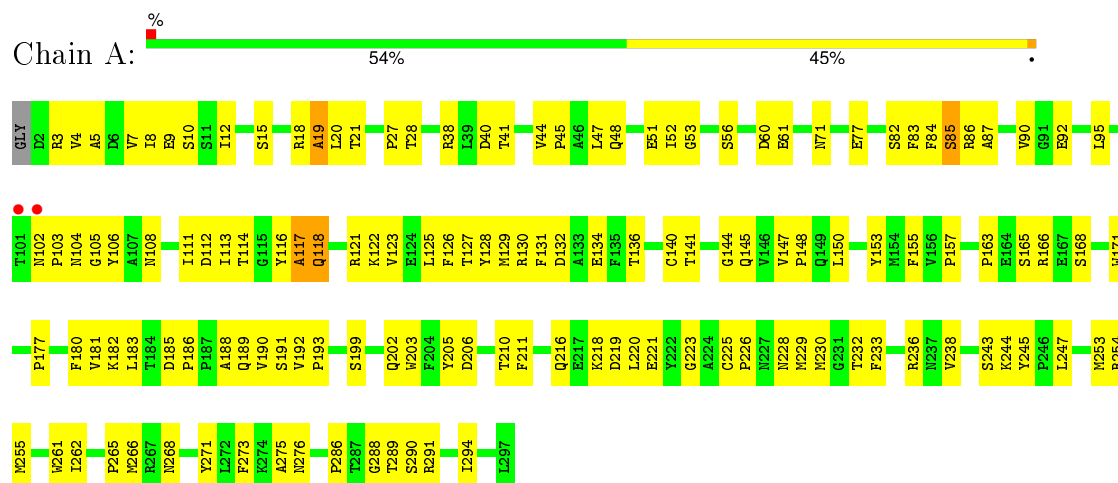 %
Chain A:
54% 45% •
GLY D2 R3 V4 A5 D6 V7 I8 E9 S10 S11 I12 S15 R18 A19 L20 T21 P27 T28 R38 L39 D40 T41 V44 P45 A46 L47 Q48 E51 I52 G53 S56 D60 E61 N71 E77 S82 F83 F84 S85 R86 A87 V90 G91 E92 L95
T101 N102 P103 N104 G105 Y106 A107 N108 I111 D112 I113 T114 G115 Y116 A117 Q118 R121 K122 V123 E124 L125 F126 T127 Y128 M129 R130 F131 D132 A133 E134 F135 T136 C140 T141 G144 Q145 V146 V147 P148 Q149 L150 Y153 M154 F155 V156 P157 P163 E164 S165 R166 E167 S168 W171
P177 F180 V181 K182 L183 T184 D185 P186 P187 A188 Q189 V190 S191 V192 P193 S199 Q202 W203 F204 Y205 D206 T210 F211 Q216 E217 K218 D219 L220 E221 Y222 G223 A224 C225 P226 N227 N228 M229 M230 G231 T232 F233 R236 N237 V238 S243 K244 Y245 P246 L247 M253 R254
M255 W261 I262 P265 M266 R267 N268 Y271 L272 F273 K274 A275 N276 P286 T287 G288 T289 S290 R291 I294 L297